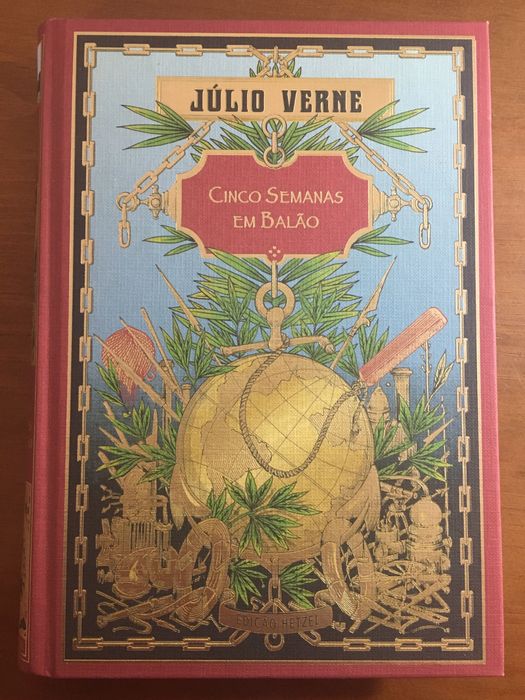 JÚLIO VERNE
CINCO SEMANAS
EM BALÃO
EDIÇÃO HETZEL